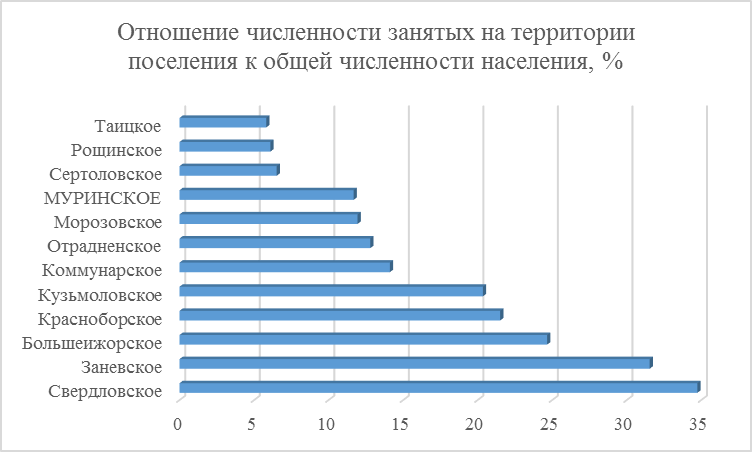 Отношение численности занятых на территории
поселения к общей численности населения, %
Таицкое
Рощинское
Сертоловское
МУРИНСКОЕ
Морозовское
Отрадненское
Коммунарское
Кузьмоловское
Красноборское
Большеижорское
Заневское
Свердловское
0 5 10 15 20 25 30 35